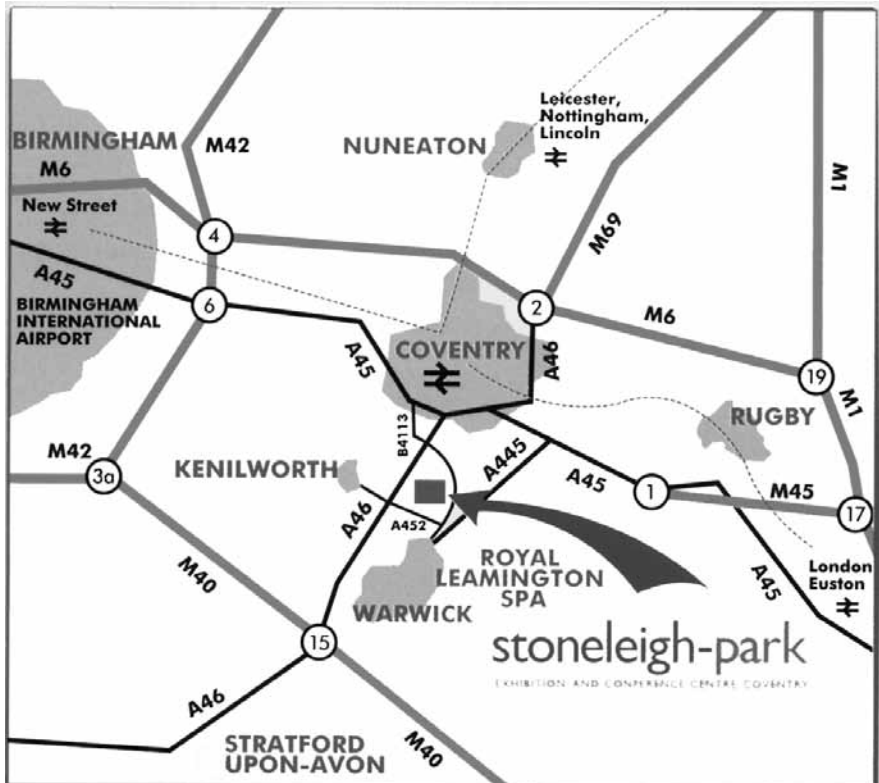 Leicester,
Nottingham,
Lincoln
BIRMINGHAM
M42
NUNEATON
M6
M1
New Street
4
M69
A45
6
2
M6
BIRMINGHAM
INTERNATIONAL
AIRPORT
A45
COVENTRY
A46
19
M1
RUGBY
B4113
M42
3a
KENILWORTH
A445
A45
1
M45
17
A46
A452
ROYAL
LEAMINGTON
SPA
London
Euston
A45
M40
WARWICK
15
stoneleigh-park
EXHIBITION AND CONFERENCE CENTRE, COVENTRY
A46
STRATFORD
UPON-AVON
M40